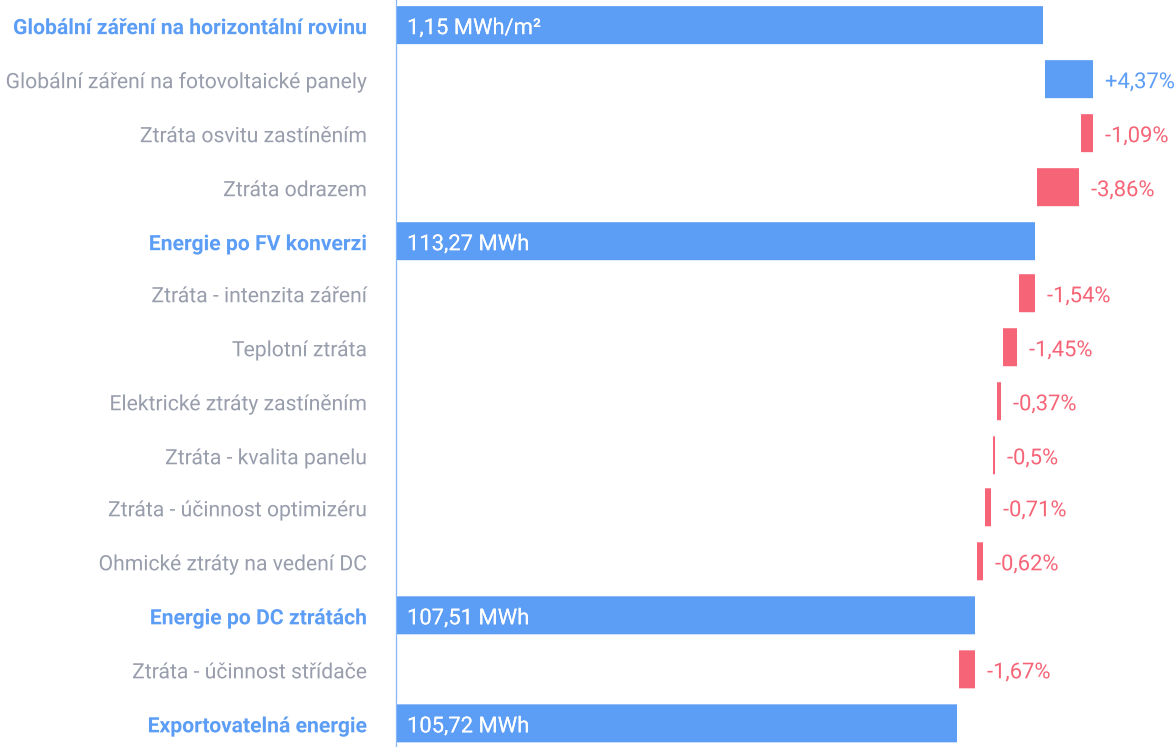 Globální záření na horizontální rovinu 1,15 MWh/m²
Globální záření na fotovoltaické panely +4,37%
Ztráta osvitu zastíněním -1,09%
Ztráta odrazem -3,86%
Energie po FV konverzi 113,27 MWh
Ztráta - intenzita záření -1,54%
Teplotní ztráta -1,45%
Elektrické ztráty zastíněním -0,37%
Ztráta - kvalita panelu -0,5%
Ztráta - účinnost optimizéru -0,71%
Ohmické ztráty na vedení DC -0,62%
Energie po DC ztrátách 107,51 MWh
Ztráta - účinnost střídače -1,67%
Exportovatelná energie 105,72 MWh